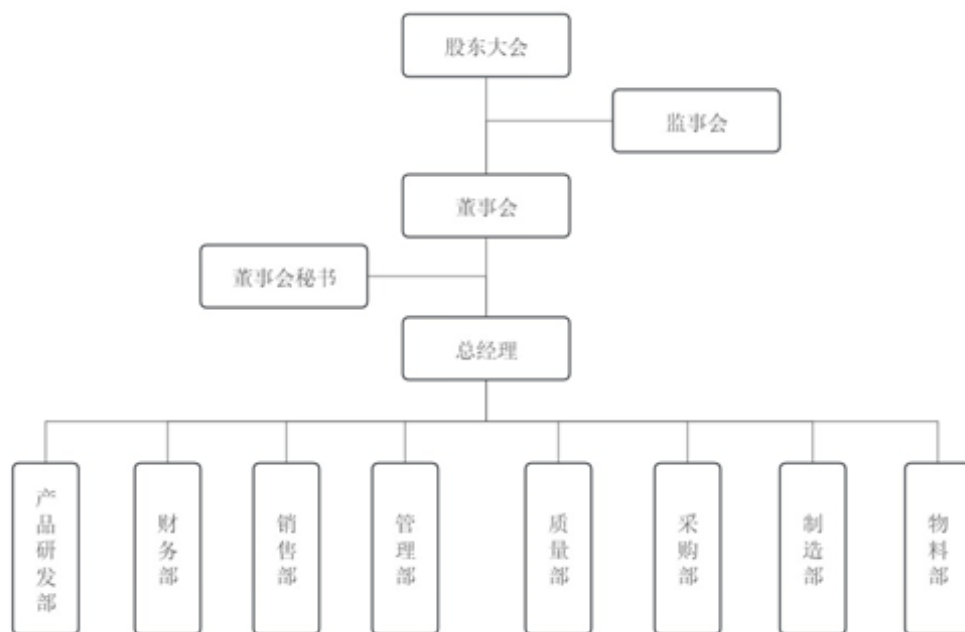 股东大会
监事会
董事会
董事会秘书
总经理
产品研发部
财务部
销售部
管理部
质量部
采购部
制造部
物料部